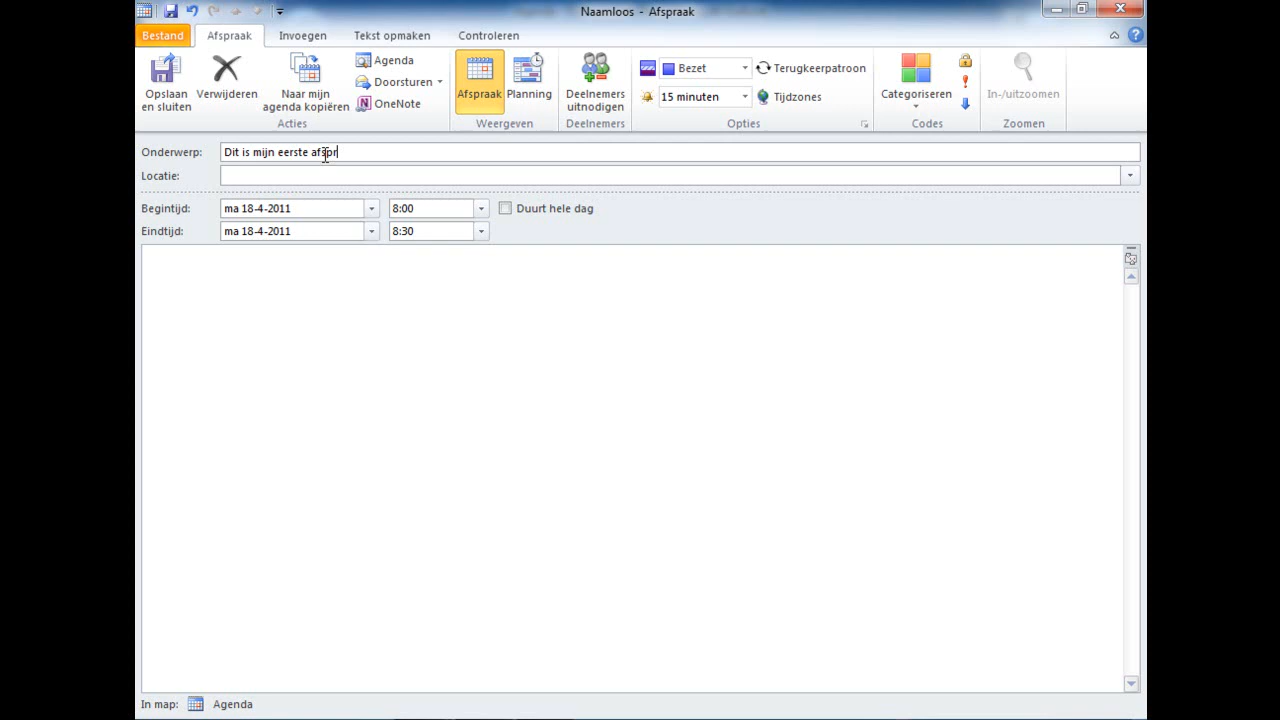 Naamloos - Afspraak
Bestand Afspraak Invoegen Tekst opmaken Controleren
Opslaan en sluiten
Verwijderen
Naar mijn agenda kopiëren
Agenda
Doorsturen
OneNote
Acties
Afspraak
Planning
Weergeven
Deelnemers uitnodigen
Deelnemers
Bezet
15 minuten
Terugkeerpatroon
Tijdzones
Opties
Categoriseren
Codes
In-/uitzoomen
Zoomen
Onderwerp: Dit is mijn eerste afspr
Locatie:
Begintijd: ma 18-4-2011 8:00 Duurt hele dag
Eindtijd: ma 18-4-2011 8:30
In map: Agenda